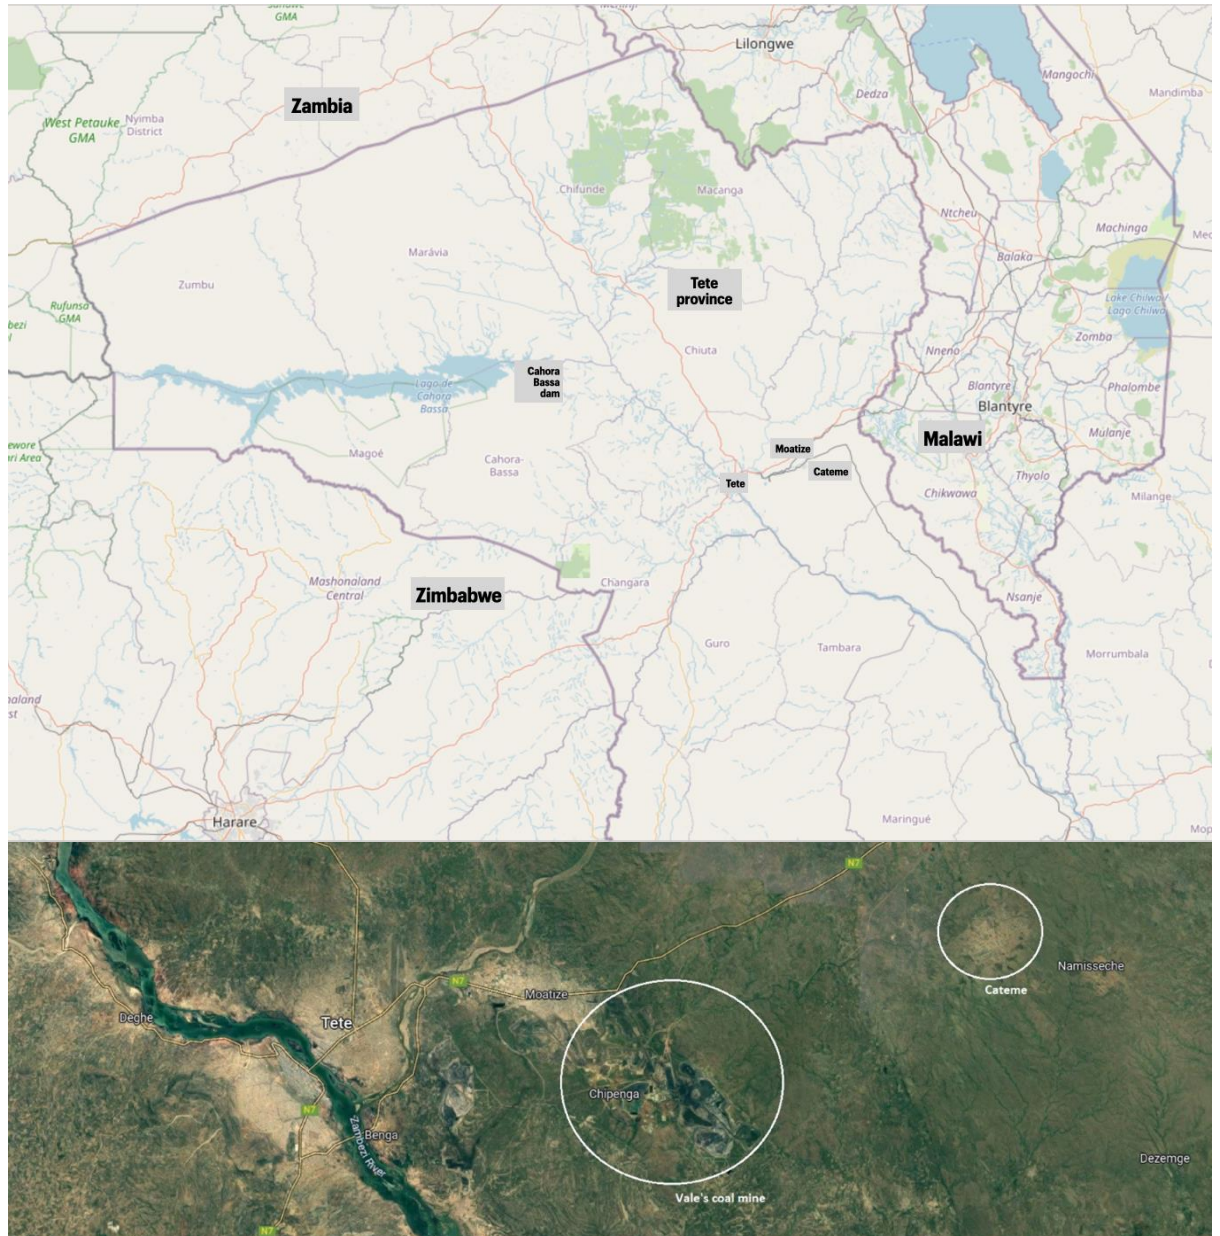 GMA
Lilongwe
Mangochi
Dedza
Mandimba
Zambia
Nyimba
District
West Petauke
GMA
Chifunde
Macanga
Ntcheu
Machinga
Balaka
Marávia
Zumbu
Tete
province
Rufunsa
GMA
Lake Chilwa /
Lago Chilwa
Zomba
Chiuta
Nneno
Cahora
Bassa
dam
Lago de
Cahora
Bassa
Blantyre
Phalombe
Blantyre
Malawi
Mulanje
Magoé
Cahora-
Bassa
Moatize
Cateme
Thyolo
Tete
Chikwawa
Milange
Mashonaland
Central
Zimbabwe
Changara
Nsanje
Guro
Tambara
Morrumbala
Harare
Maringué
N7
Namisseche
Cateme
N7
Moatize
Deghe
Tete
Chipenga
N7
Zambezi River
Benga
Dezemge
Vale's coal mine
N7